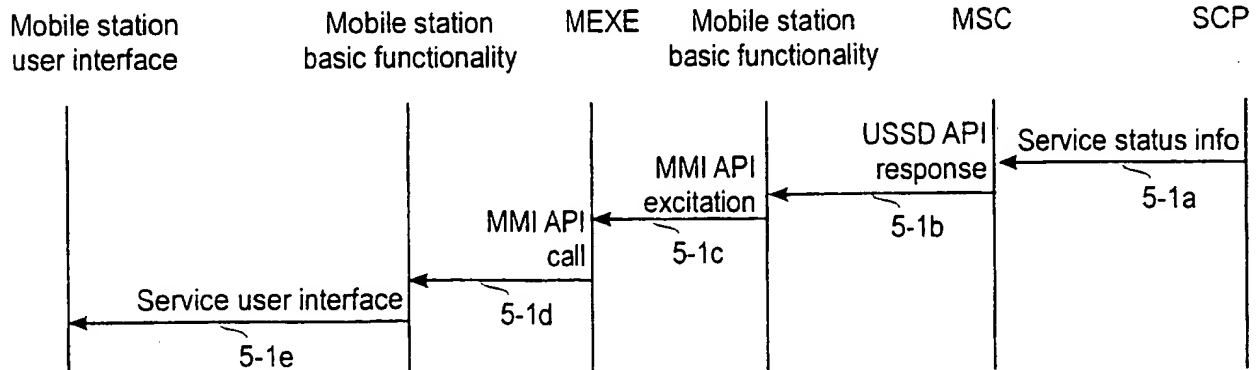 Mobile station
user interface
Mobile station
basic functionality
MEXE
Mobile station
basic functionality
MSC
SCP
USSD API
response
Service status info
5-1a
MMI API
excitation
5-1b
MMI API
call
5-1c
Service user interface
5-1d
5-1e